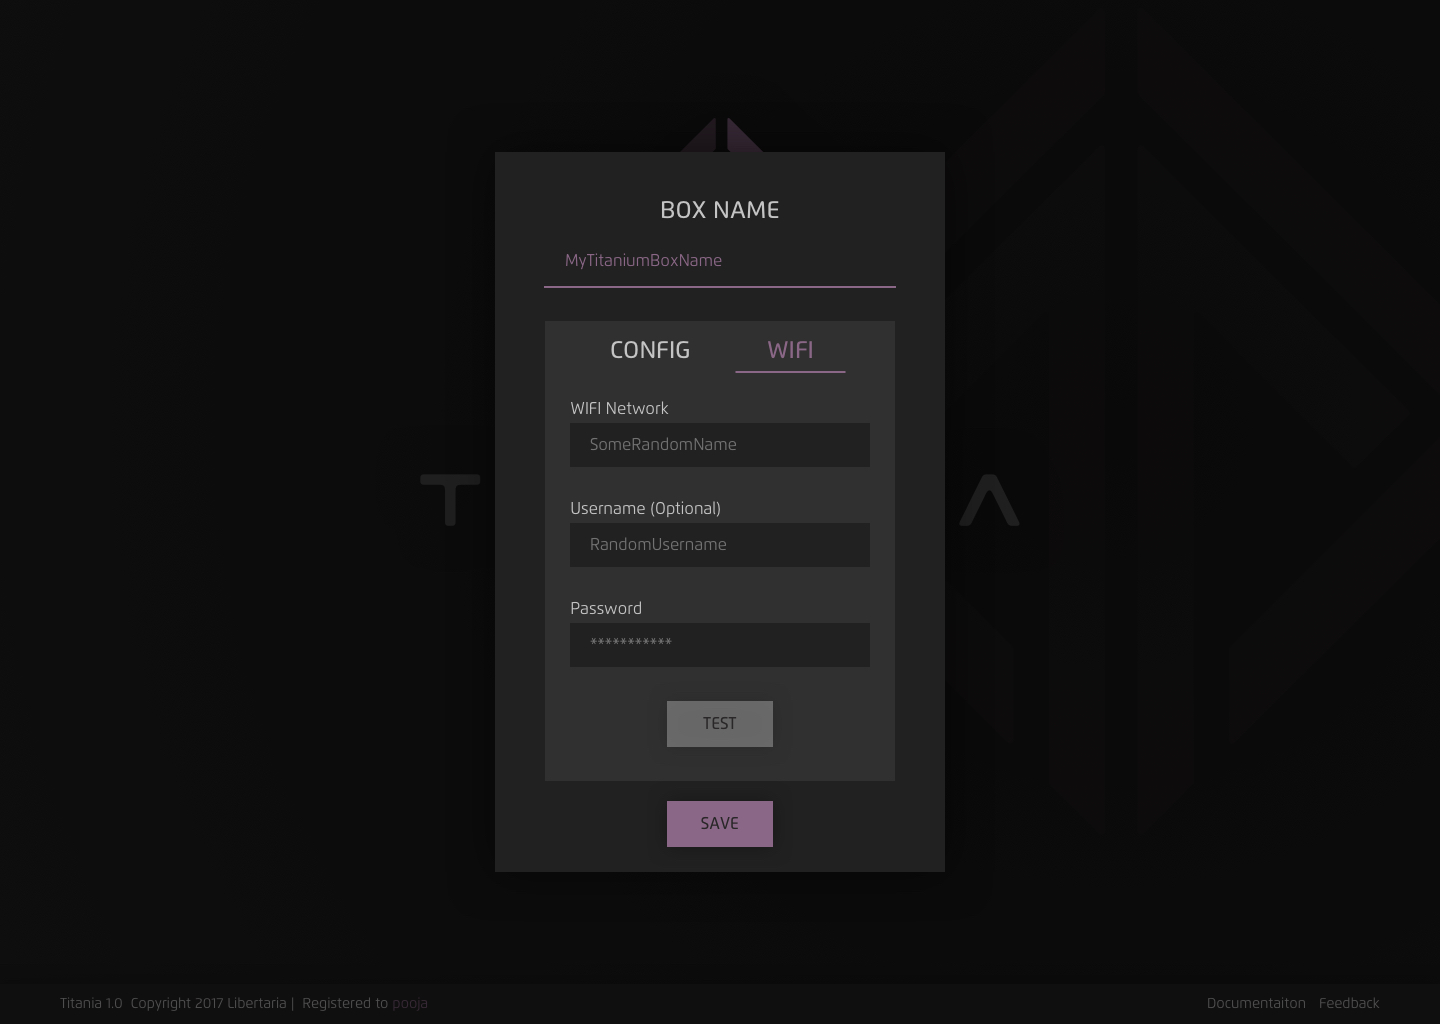 BOX NAME
MyTitaniumBoxName
CONFIG WIFI
WIFI Network
SomeRandomName
Username (Optional)
RandomUsername
Password
***********
TEST
SAVE
Titania 1.0 Copyright 2017 Libertaria | Registered to pooja
Documentaiton Feedback